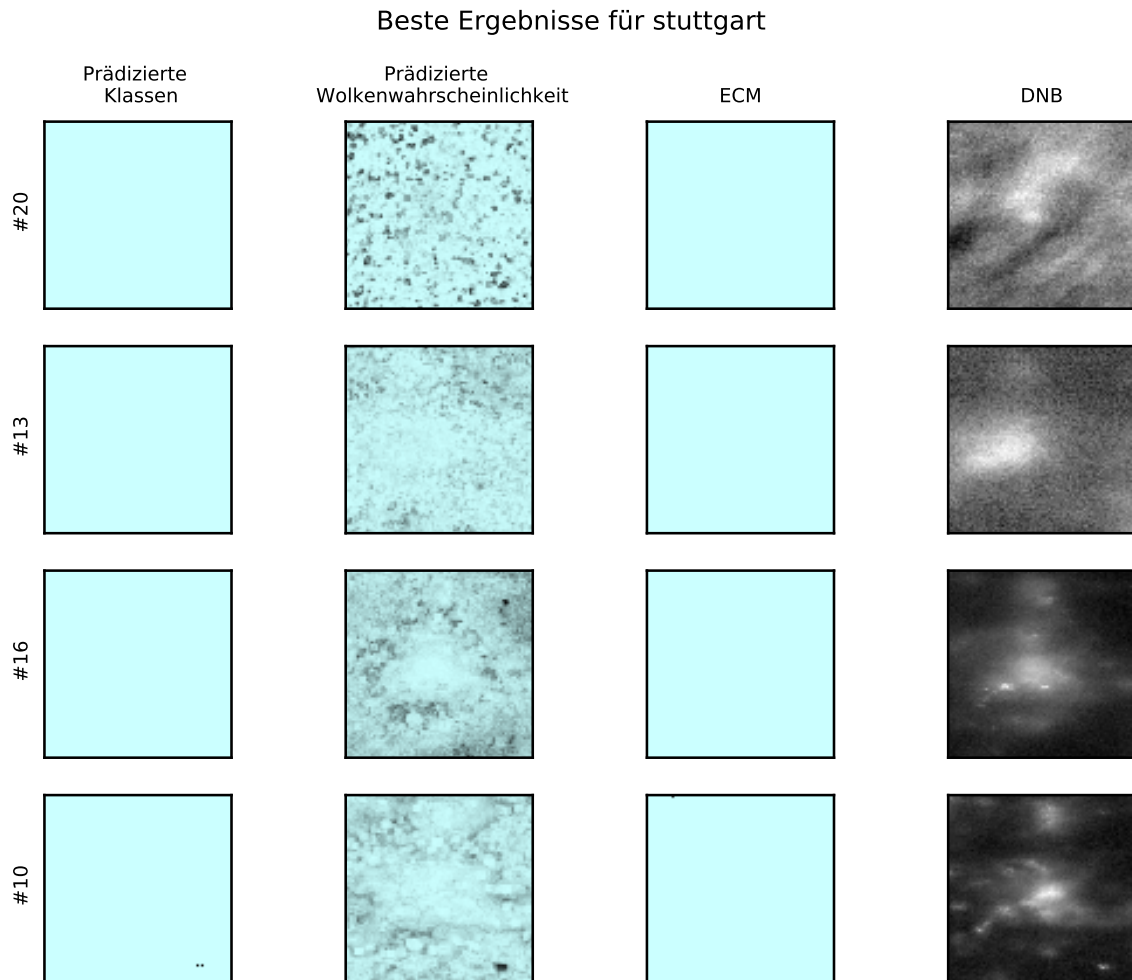 Beste Ergebnisse für stuttgart
Prädizierte
Klassen
Prädizierte
Wolkenwahrscheinlichkeit
ECM
DNB
#20
#13
#16
#10